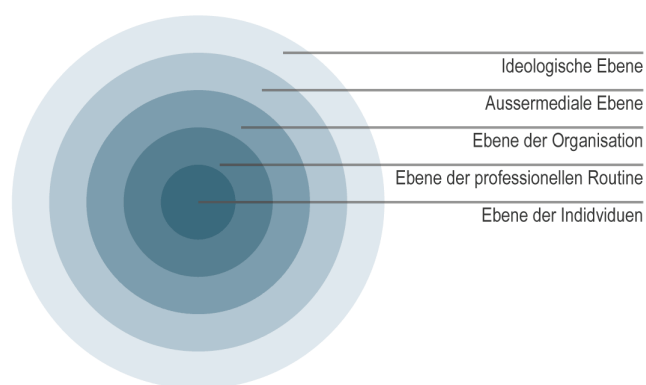 Ideologische Ebene
Aussermediale Ebene
Ebene der Organisation
Ebene der professionellen Routine
Ebene der Indidviduen